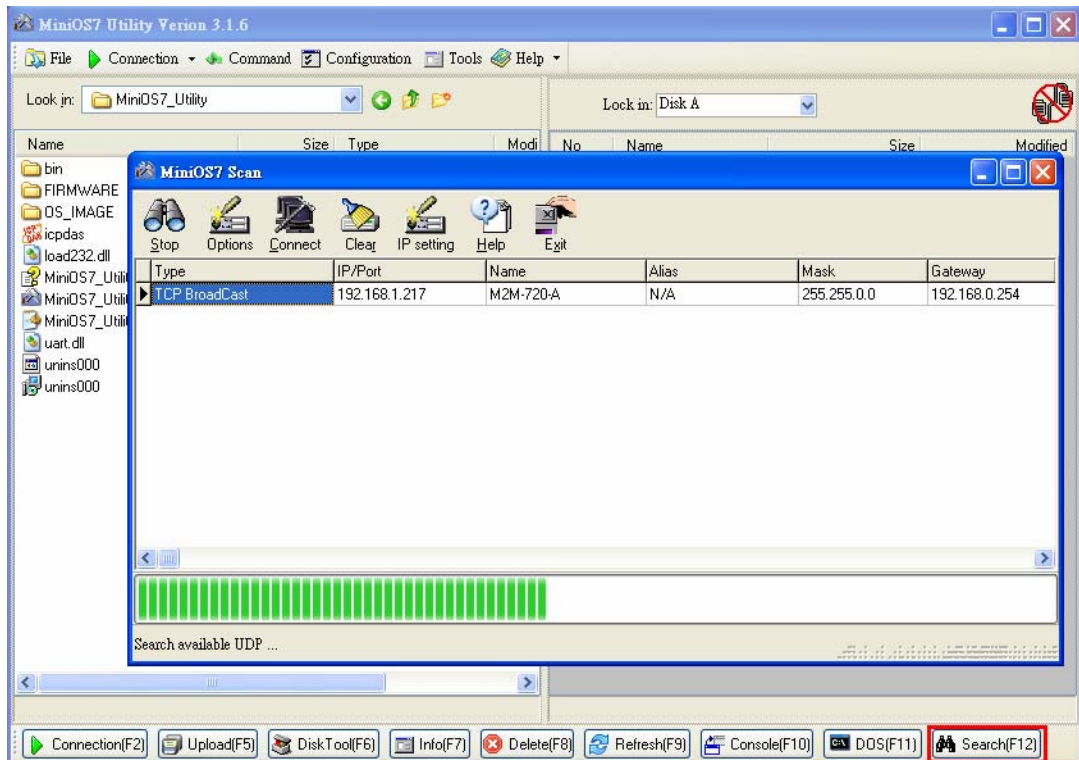 MiniOS7 Utility Verion 3.1.6
File Connection Command Configuration Tools Help
Look in: MiniOS7_Utility
Lock in: Disk A
Name Size Type Modi
No Name Size Modified
bin
FIRMWARE
OS_IMAGE
icpdas
load232.dll
MiniOS7_Utili
MiniOS7_Utili
MiniOS7_Utili
uart.dll
unins000
unins000
MiniOS7 Scan
Stop Options Connect Clear IP setting Help Exit
Type IP/Port Name Alias Mask Gateway
TCP BroadCast 192.168.1.217 M2M-720-A N/A 255.255.0.0 192.168.0.254
Search available UDP ...
Connection(F2) Upload(F5) DiskTool(F6) Info(F7) Delete(F8) Refresh(F9) Console(F10) DOS(F11) Search(F12)